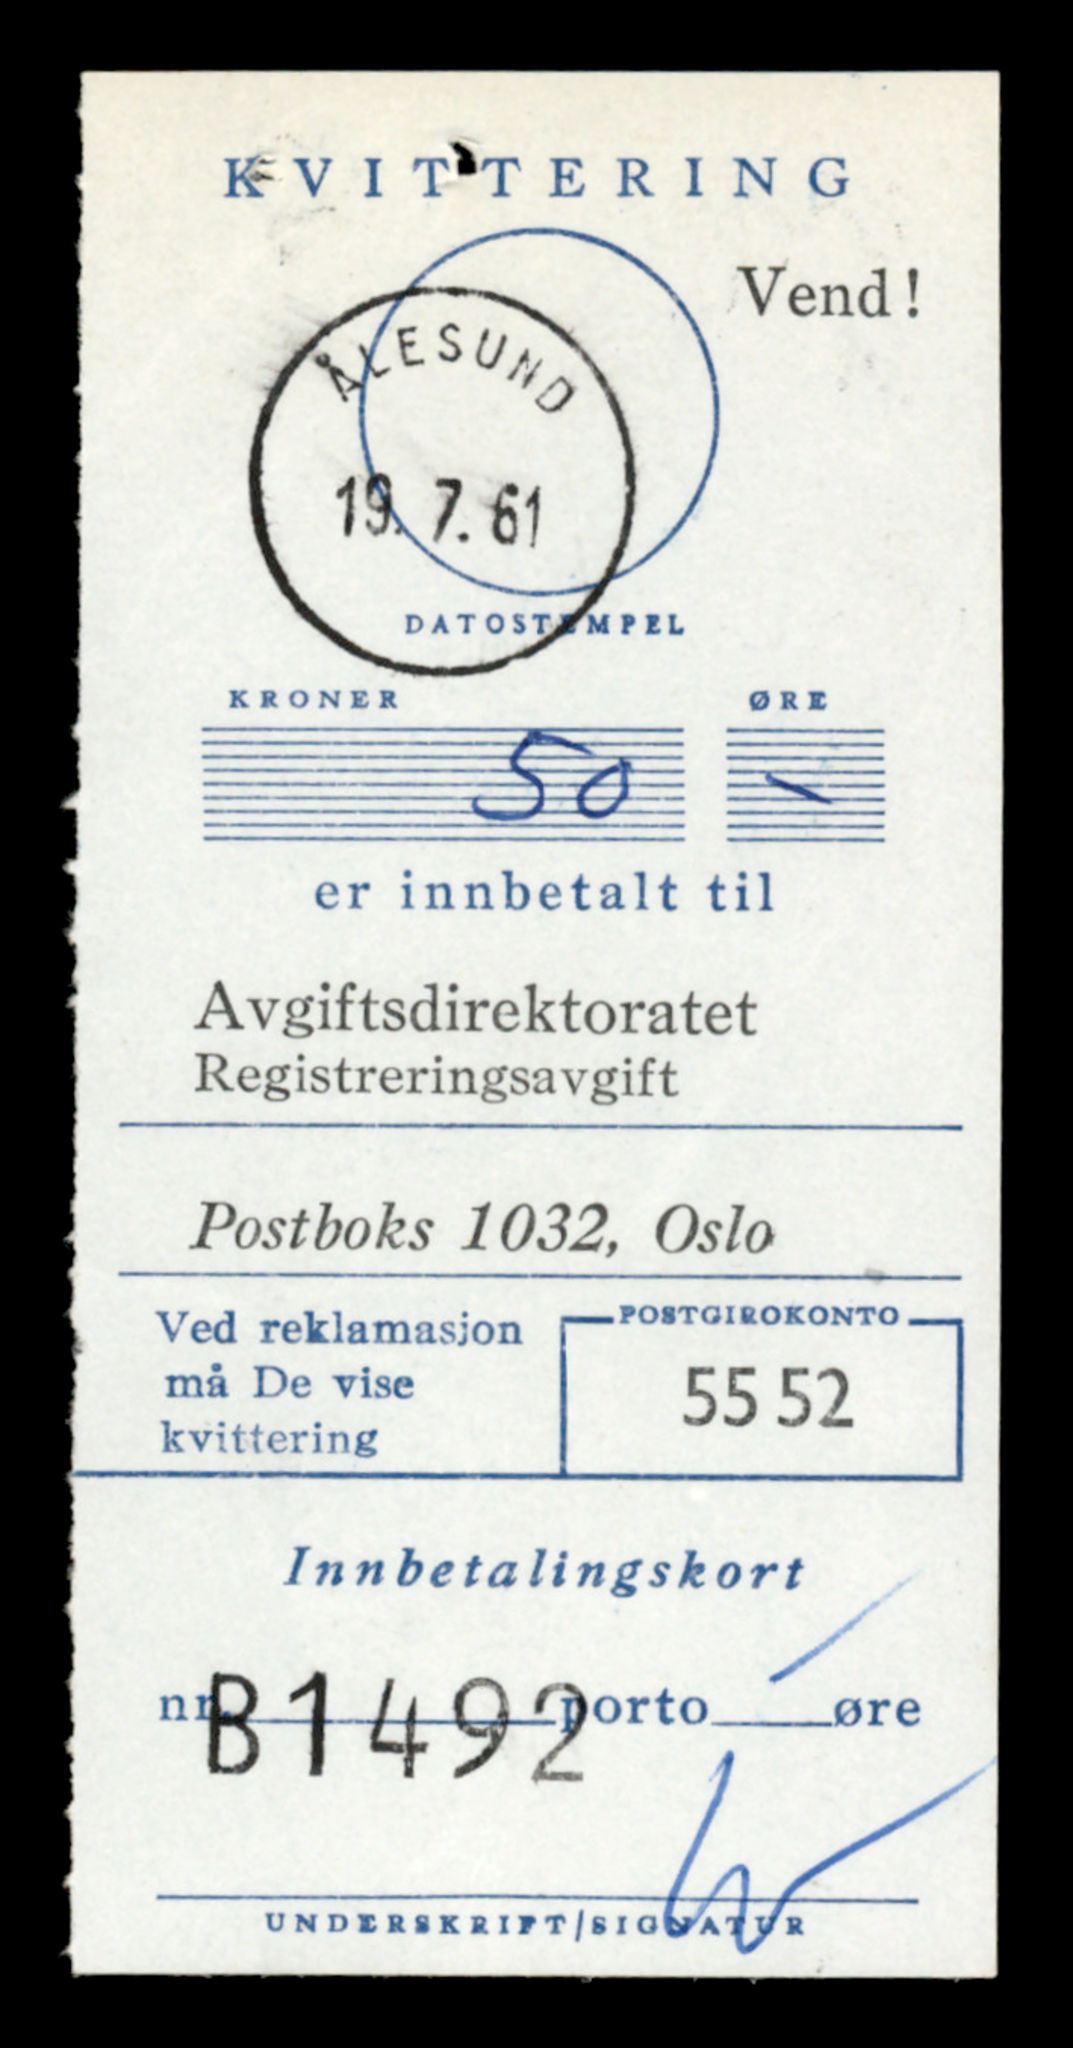 KVITTERING
Vend!
ÅLESUND
19. 7. 61
DATOSTEMPEL
KRONER ØRE
50 –
er innbetalt til
Avgiftsdirektoratet
Registreringsavgift
Postboks 1032, Oslo
Ved reklamasjon
må De vise
kvittering
POSTGIROKONTO
55 52
Innbetalingskort
nr. B1492 porto øre
UNDERSKRIFT/SIGNATUR